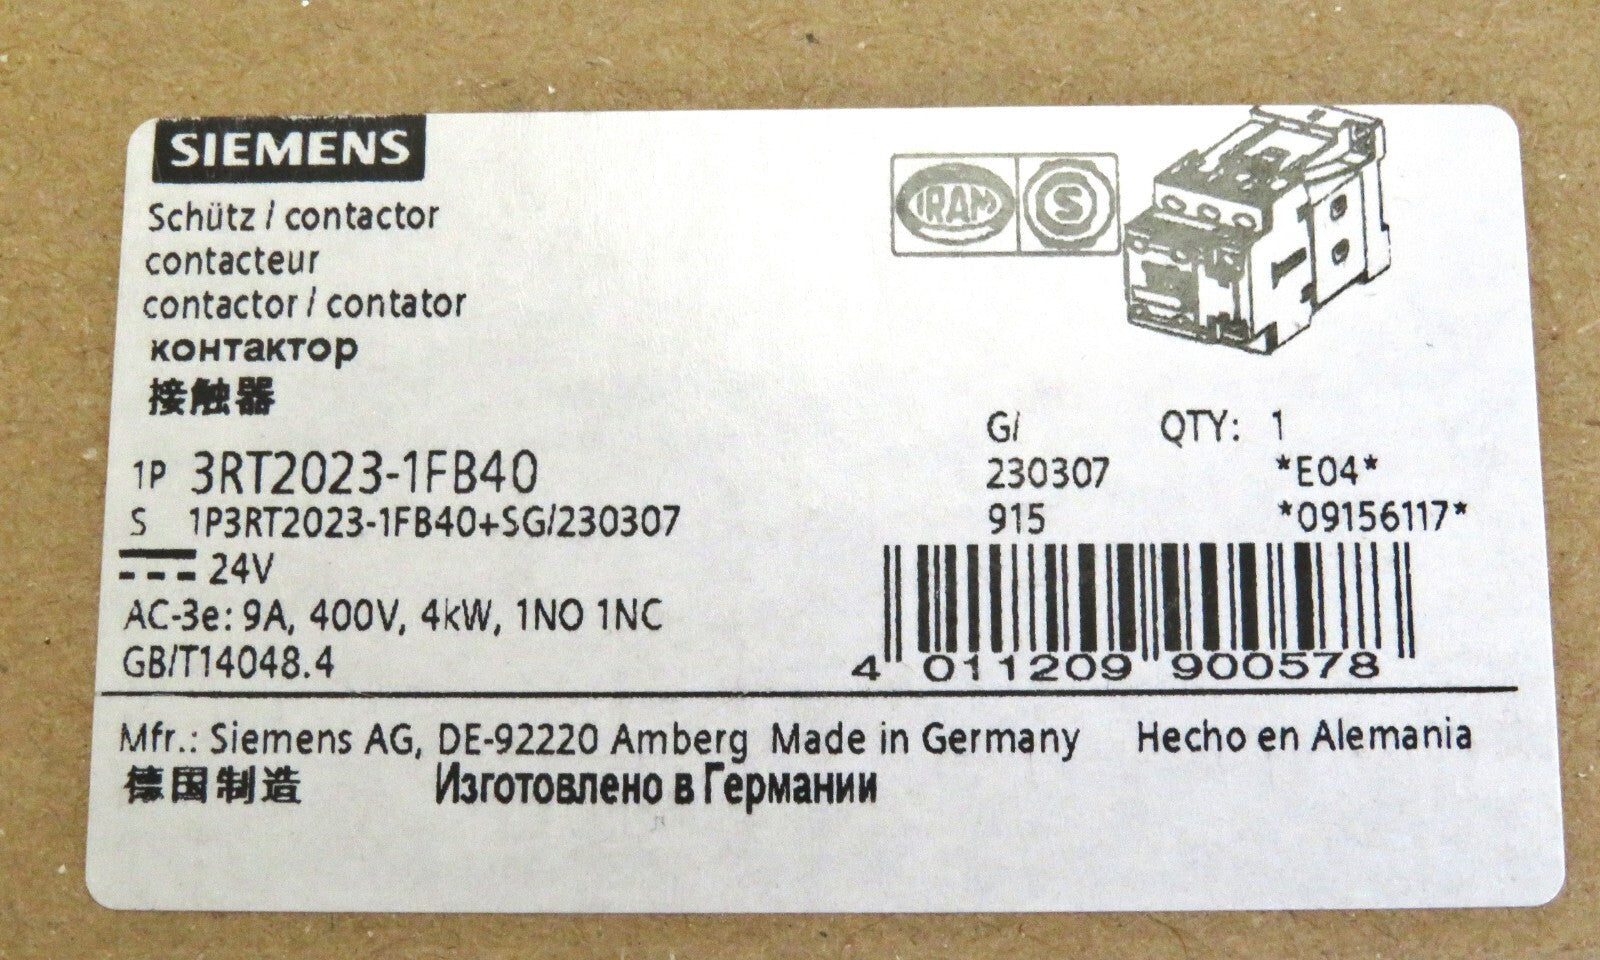 SIEMENS
Schütz / contactor
contacteur
contactor / contator
контактор
接触器
IRAM S
G/ QTY: 1
1P 3RT2023-1FB40 230307 *E04*
S 1P3RT2023-1FB40+SG/230307 915 *09156117*
24V
AC-3e: 9A, 400V, 4kW, 1NO 1NC
GB/T14048.4
4 011209 900578
Mfr.: Siemens AG, DE-92220 Amberg Made in Germany Hecho en Alemania
德国制造 Изготовлено в Германии